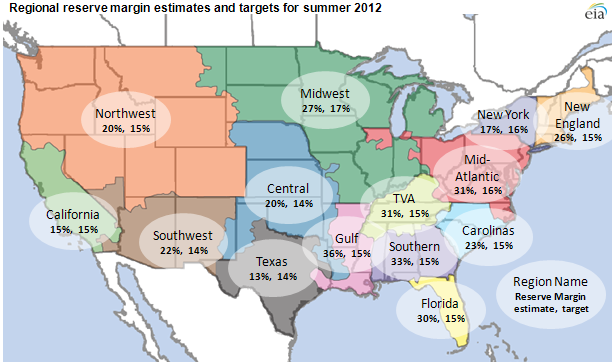 Regional reserve margin estimates and targets for summer 2012
eia
Northwest
20%, 15%
Midwest
27%, 17%
New York
17%, 16%
New
England
26%, 15%
Mid-
Atlantic
31%, 16%
Central
20%, 14%
TVA
31%, 15%
California
15%, 15%
Southwest
22%, 14%
Texas
13%, 14%
Gulf
36%, 15%
Southern
33%, 15%
Carolinas
23%, 15%
Florida
30%, 15%
Region Name
Reserve Margin
estimate, target